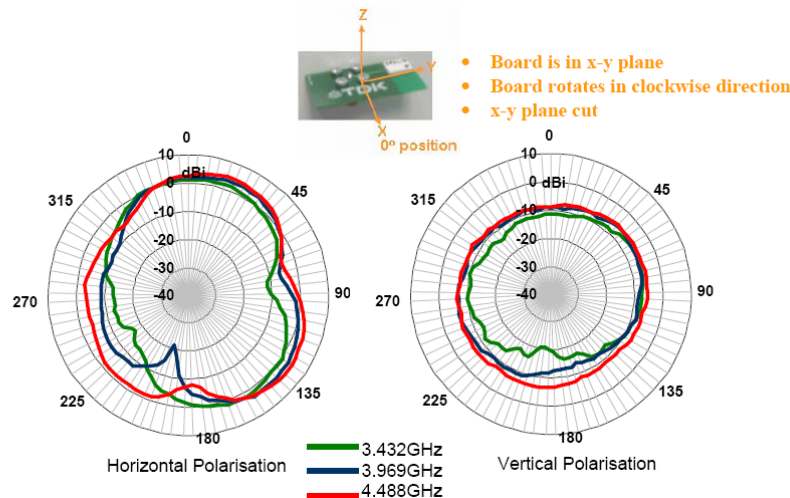 Z
Y
TDK
X
0° position
• Board is in x-y plane
• Board rotates in clockwise direction
• x-y plane cut
0
45
90
135
180
225
270
315
10
dBi
0
-10
-20
-30
-40
Horizontal Polarisation
0
45
90
135
180
225
270
315
10
dBi
0
-10
-20
-30
-40
Vertical Polarisation
3.432GHz
3.969GHz
4.488GHz